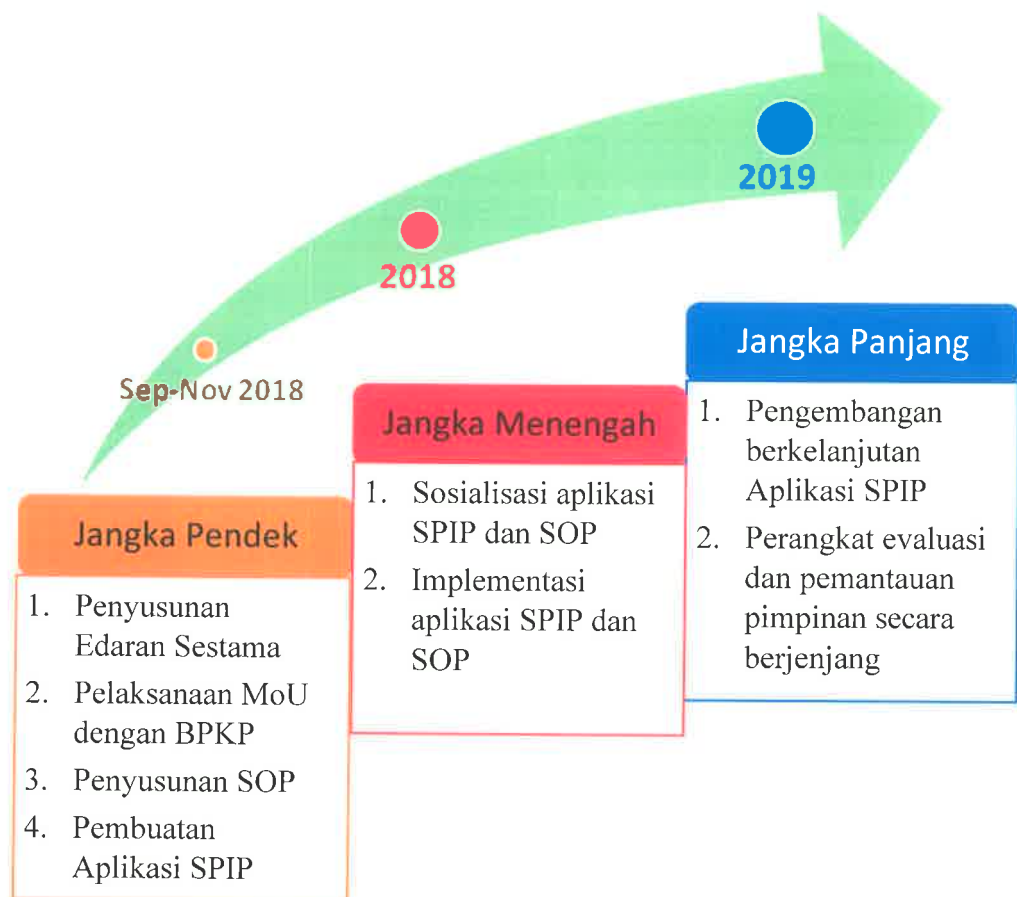 2019
2018
Sep-Nov 2018
Jangka Pendek
1. Penyusunan
Edaran Sestama
2. Pelaksanaan MoU
dengan BPKP
3. Penyusunan SOP
4. Pembuatan
Aplikasi SPIP
Jangka Menengah
1. Sosialisasi aplikasi
SPIP dan SOP
2. Implementasi
aplikasi SPIP dan
SOP
Jangka Panjang
1. Pengembangan
berkelanjutan
Aplikasi SPIP
2. Perangkat evaluasi
dan pemantauan
pimpinan secara
berjenjang